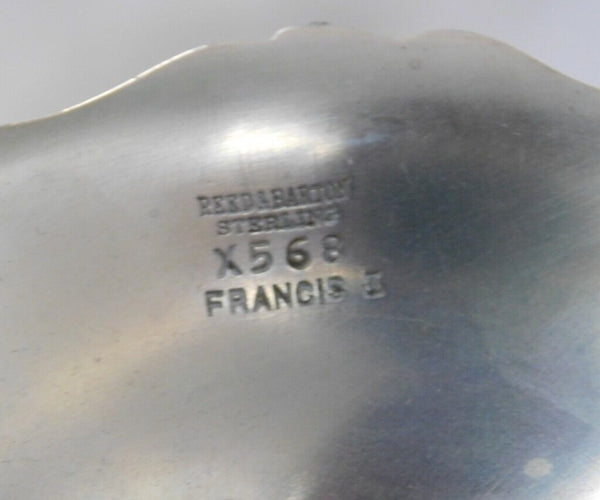 REED & BARTON
STERLING
X568
FRANCIS I